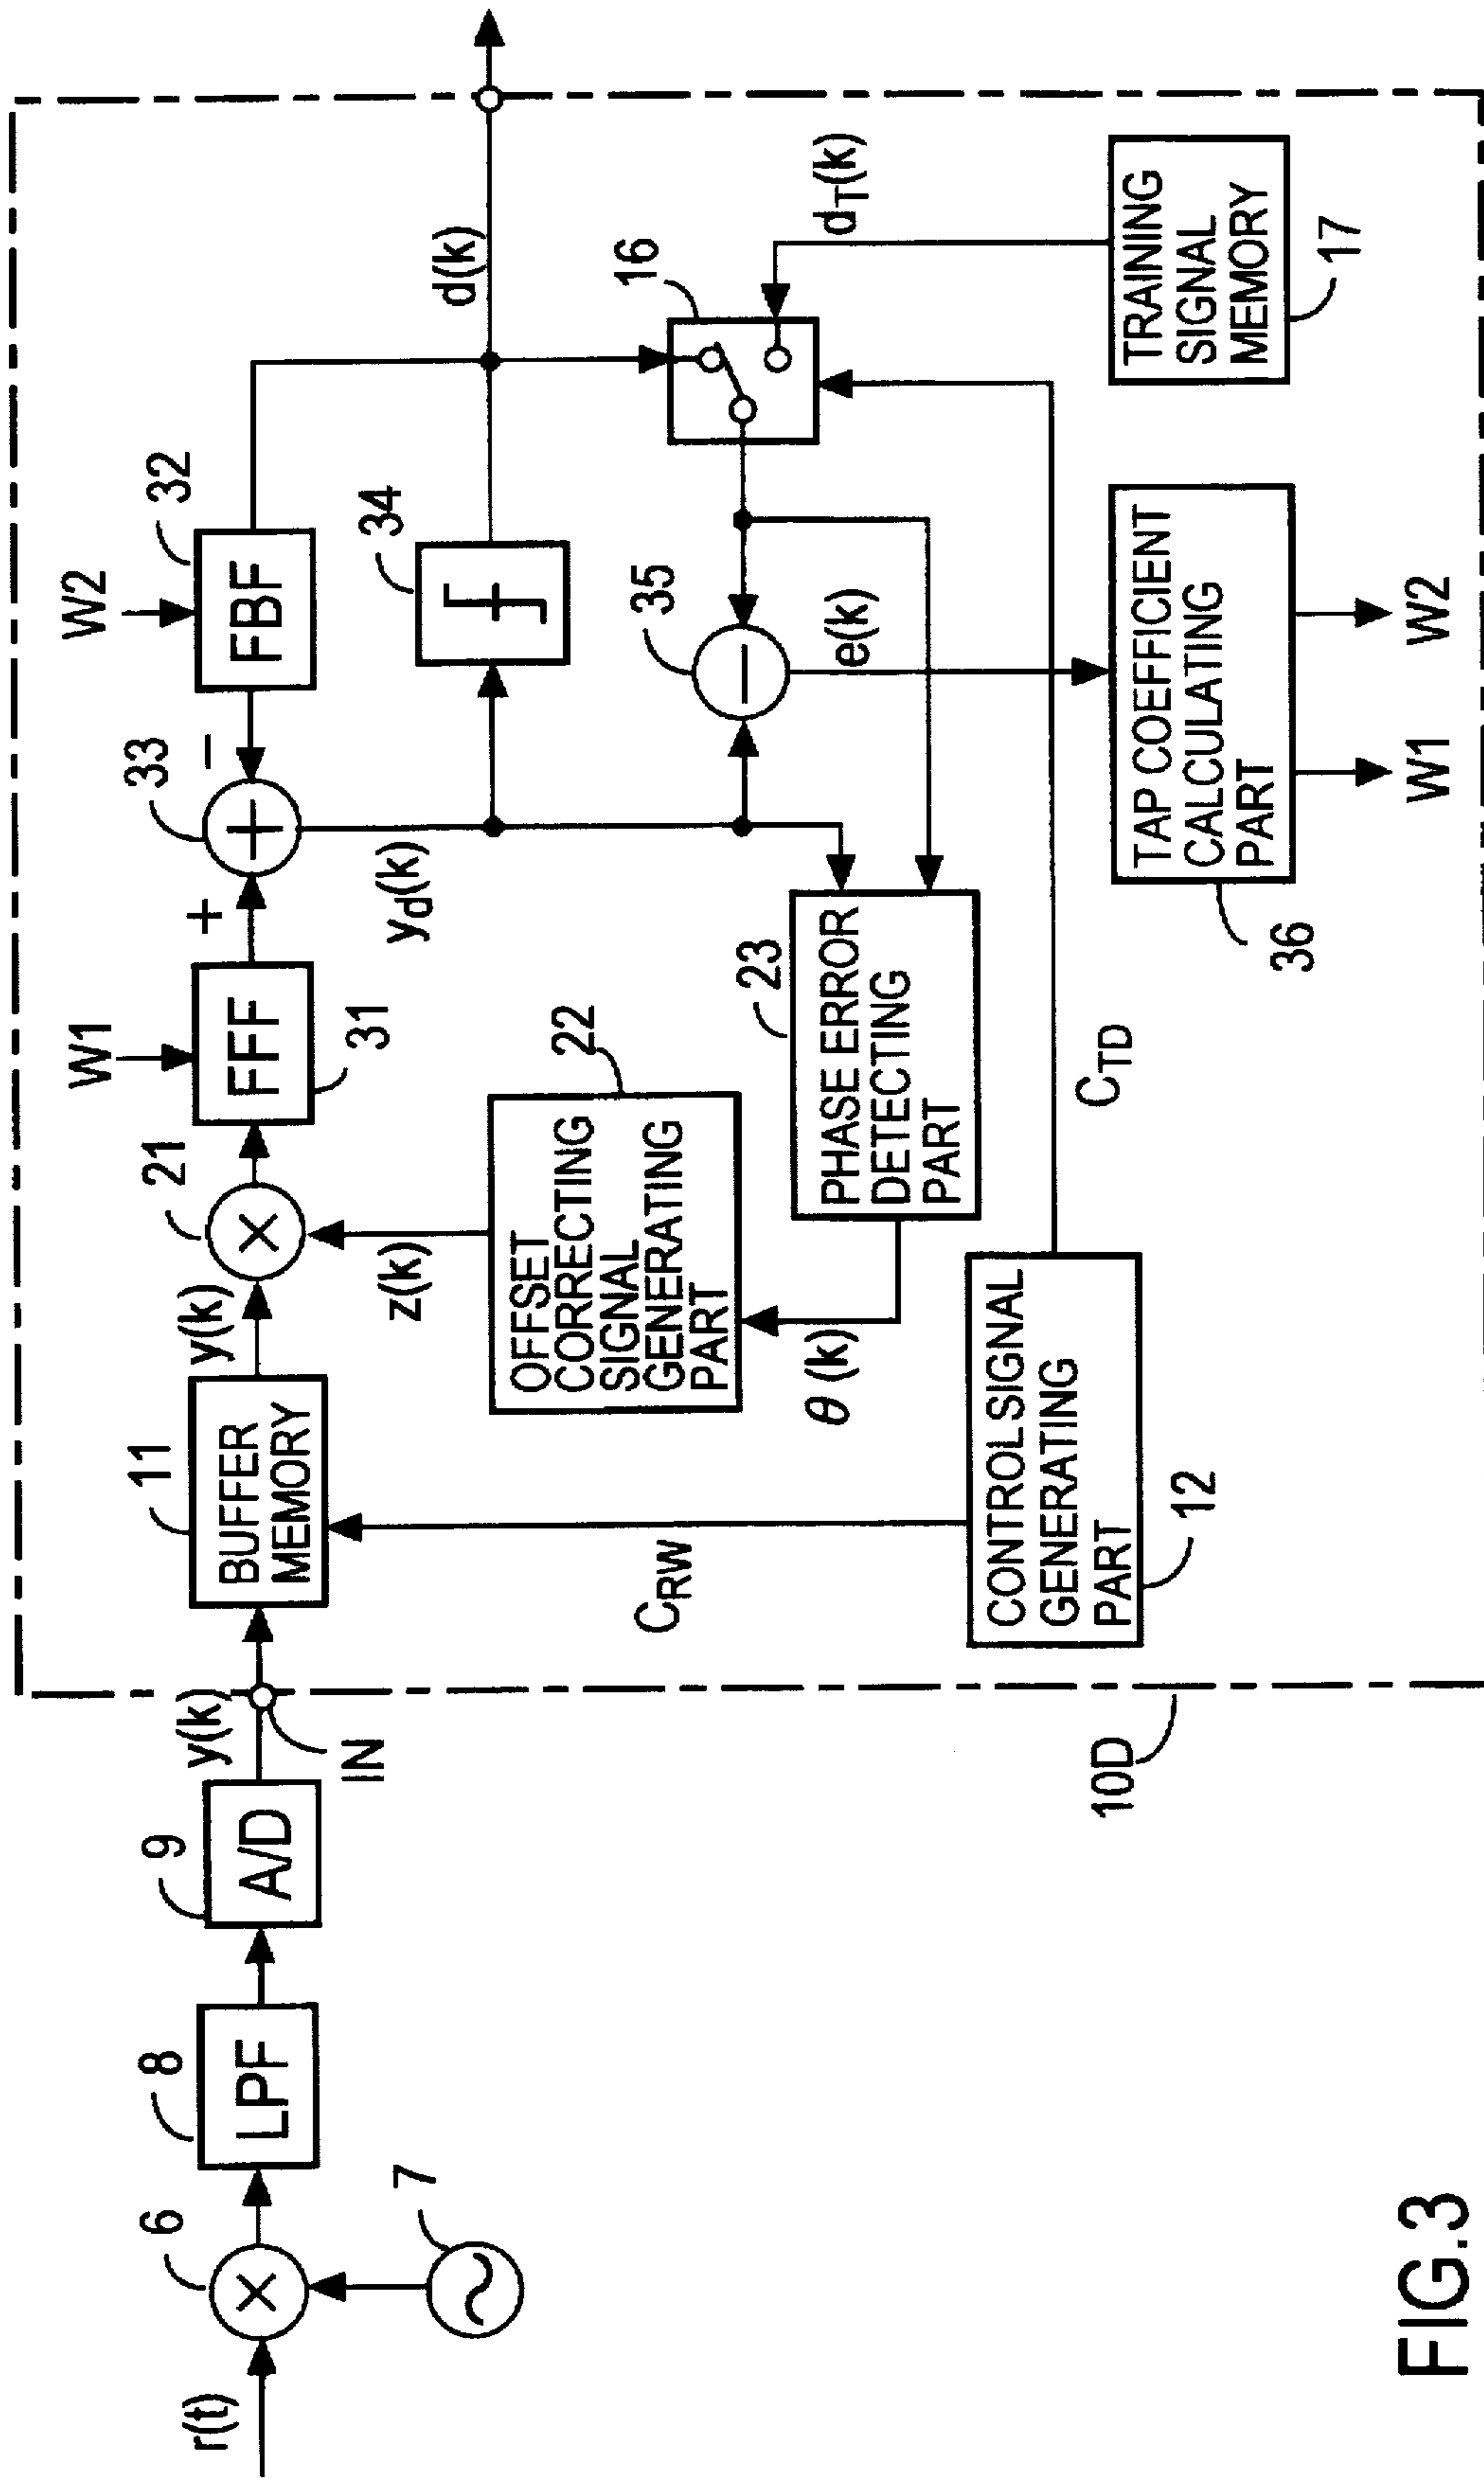 r(t)
6
7
8
LPF
9
A/D
y(k)
IN
10D
11
BUFFER
MEMORY
y(k)
C_RW
12
CONTROL SIGNAL
GENERATING
PART
C_TD
21
z(k)
22
OFFSET
CORRECTING
SIGNAL
GENERATING
PART
θ (k)
23
PHASE ERROR
DETECTING
PART
W1
FFF
31
+
33
−
y_d(k)
W2
32
FBF
34
35
e(k)
16
d(k)
d_T(k)
TRAINING
SIGNAL
MEMORY
17
TAP COEFFICIENT
CALCULATING
PART
36
W1
W2
FIG.3